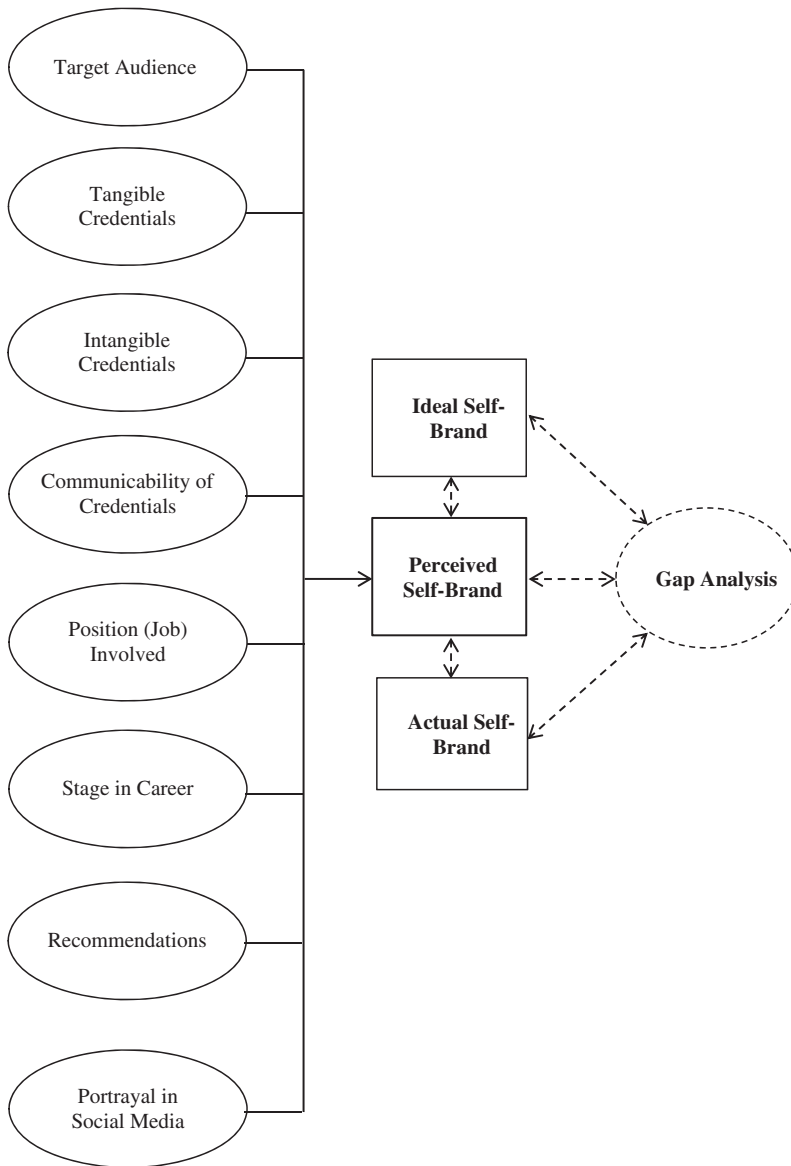 Target Audience
Tangible
Credentials
Intangible
Credentials
Communicability of
Credentials
Position (Job)
Involved
Stage in Career
Recommendations
Portrayal in
Social Media
Ideal Self-
Brand
Perceived
Self-Brand
Actual Self-
Brand
Gap Analysis